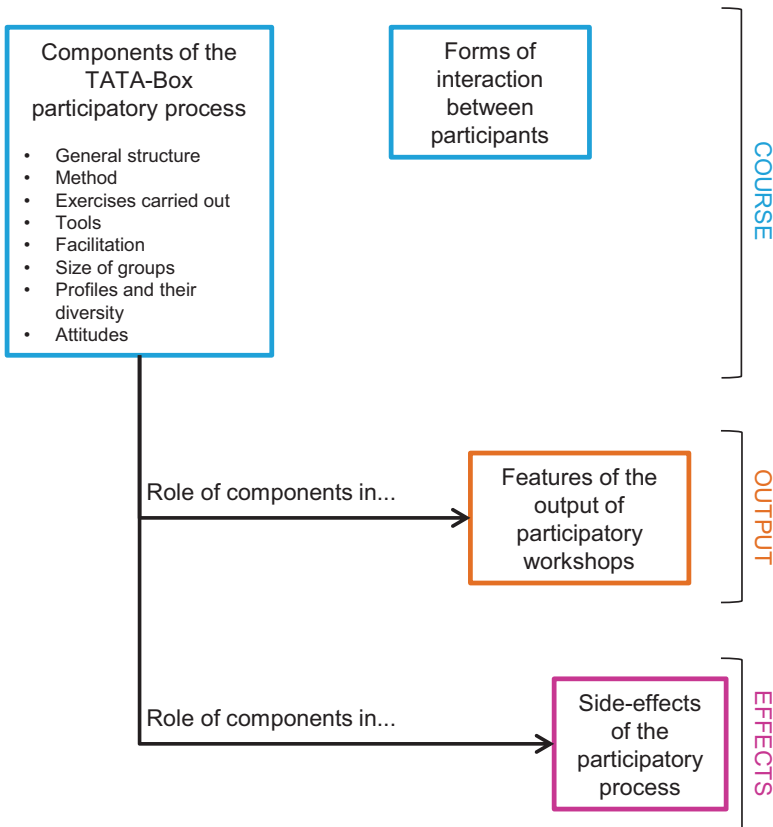 Components of the
TATA-Box
participatory process
• General structure
• Method
• Exercises carried out
• Tools
• Facilitation
• Size of groups
• Profiles and their
diversity
• Attitudes
Forms of
interaction
between
participants
COURSE
Role of components in...
Features of the
output of
participatory
workshops
OUTPUT
Role of components in...
Side-effects
of the
participatory
process
EFFECTS